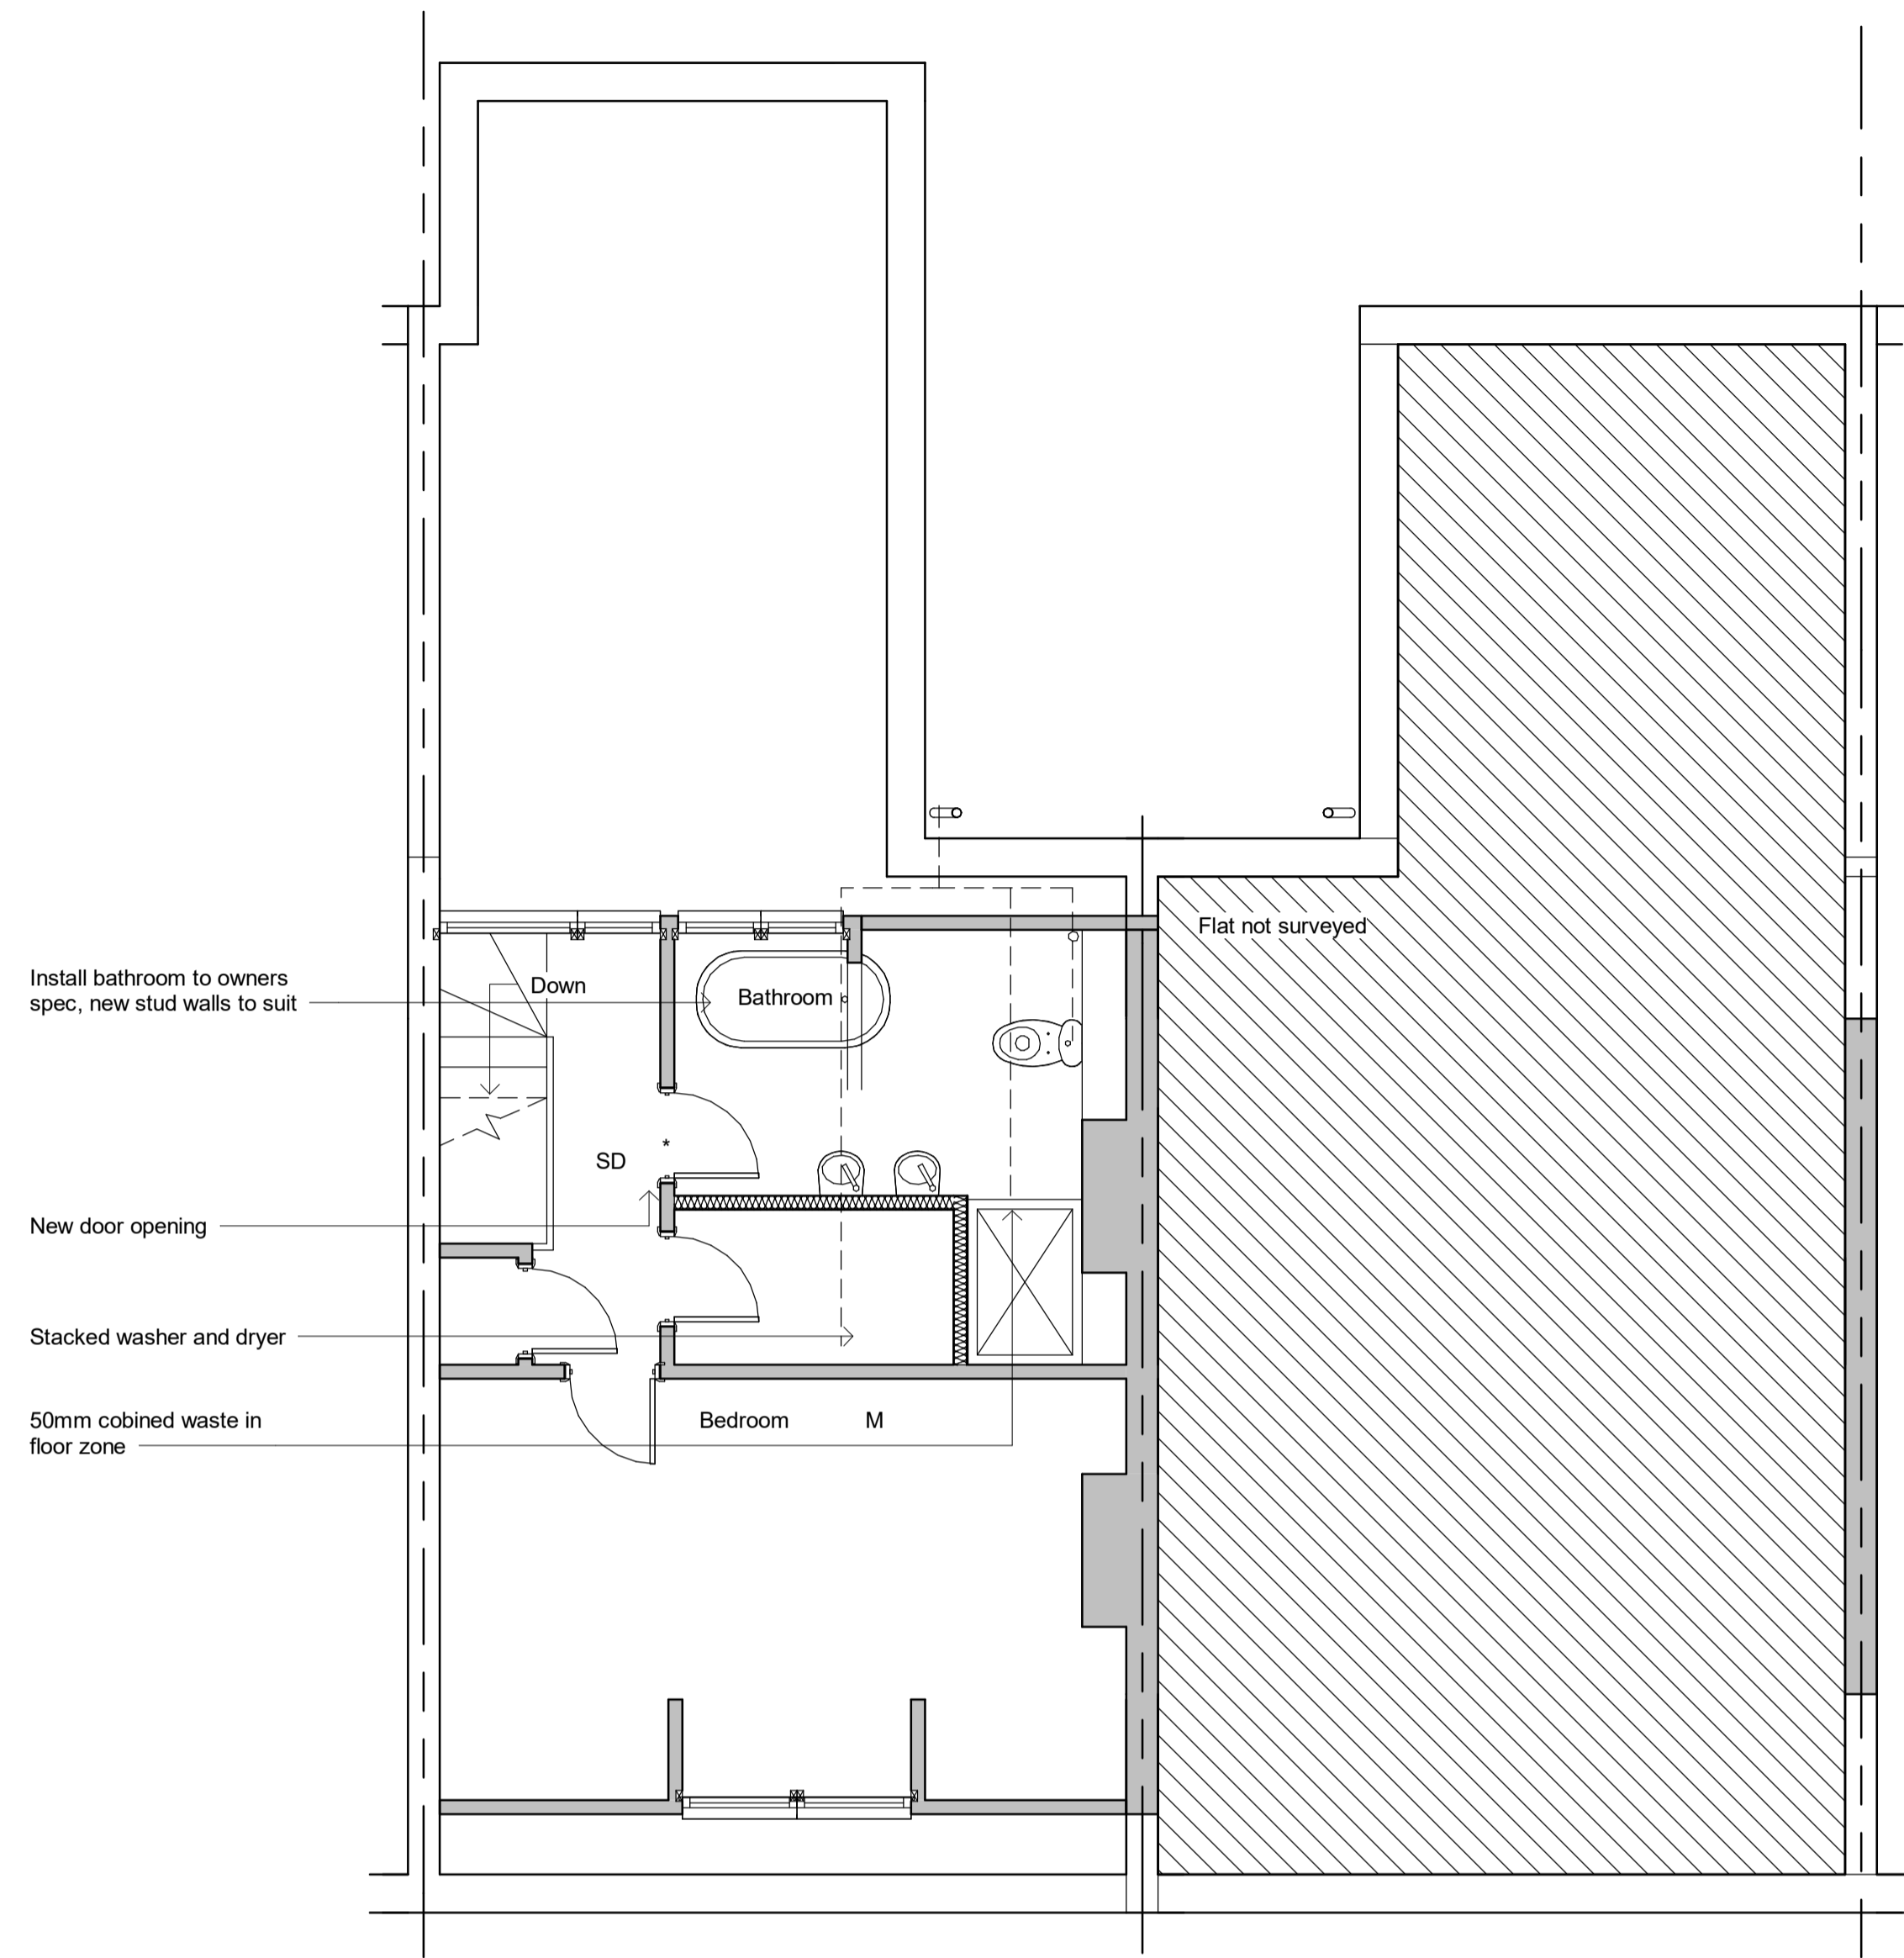 Flat not surveyed
Install bathroom to owners
spec, new stud walls to suit
Down
Bathroom
*
SD
New door opening
Stacked washer and dryer
50mm cobined waste in
floor zone
Bedroom M